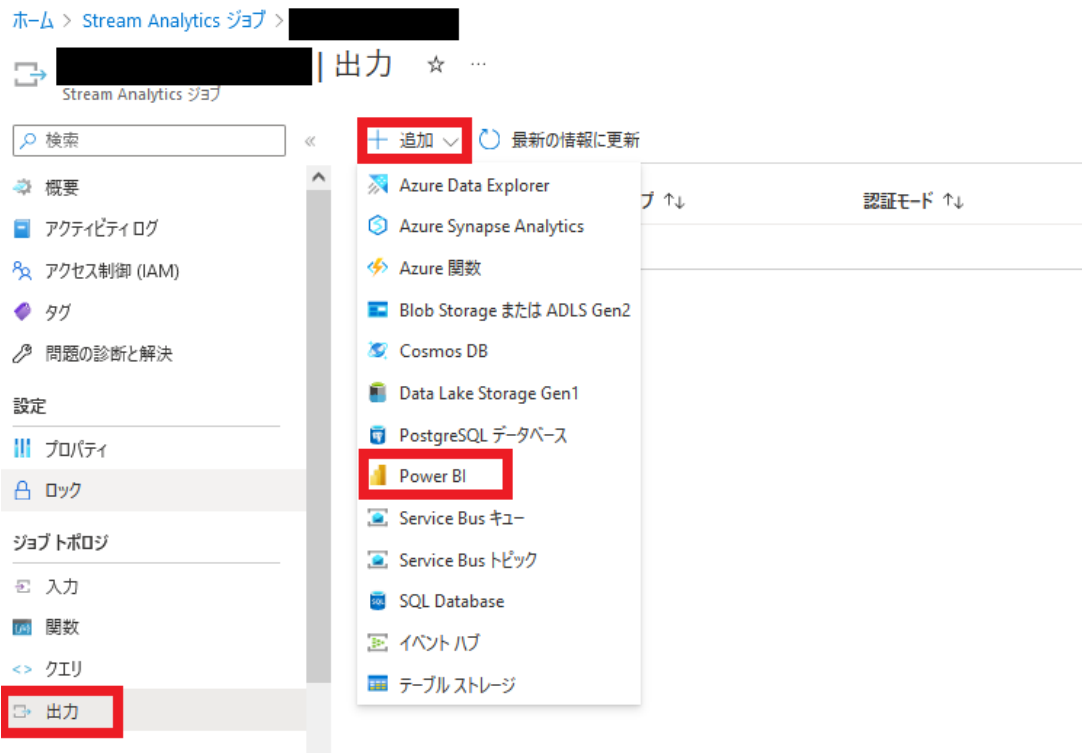 ホーム > Stream Analytics ジョブ >
| 出力 ☆ …
Stream Analytics ジョブ
検索
«
追加
最新の情報に更新
概要
アクティビティ ログ
アクセス制御 (IAM)
タグ
問題の診断と解決
設定
プロパティ
ロック
ジョブ トポロジ
入力
関数
クエリ
出力
Azure Data Explorer
Azure Synapse Analytics
Azure 関数
Blob Storage または ADLS Gen2
Cosmos DB
Data Lake Storage Gen1
PostgreSQL データベース
Power BI
Service Bus キュー
Service Bus トピック
SQL Database
イベント ハブ
テーブル ストレージ
プ ↑↓
認証モード ↑↓